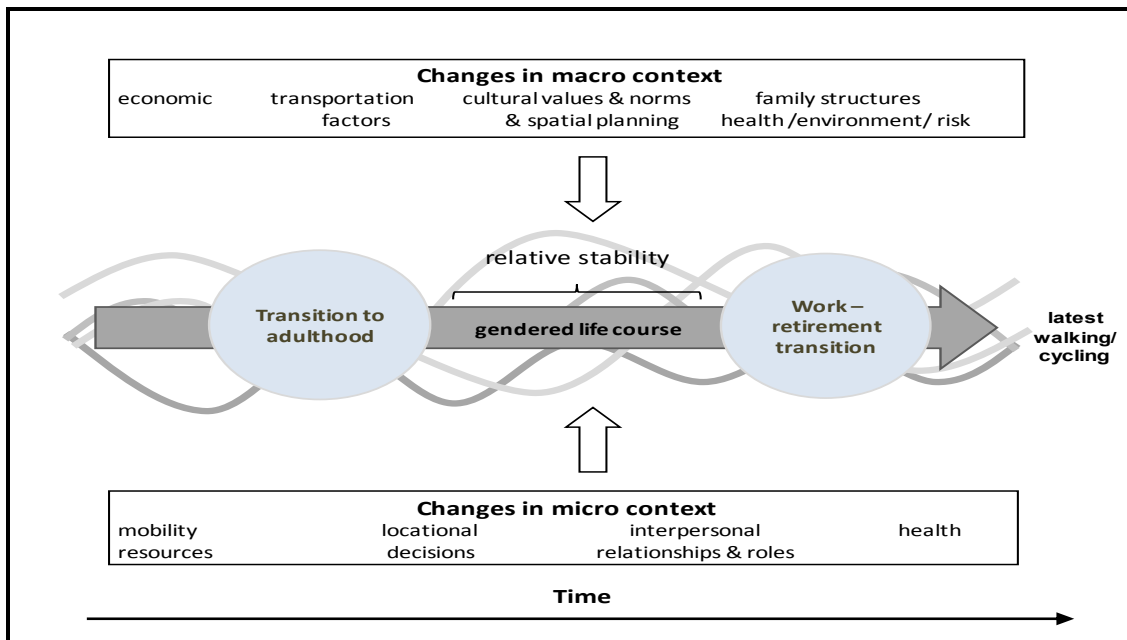 Changes in macro context
economic transportation cultural values & norms family structures
factors & spatial planning health /environment/ risk
relative stability
Transition to
adulthood
gendered life course
Work –
retirement
transition
latest
walking/
cycling
Changes in micro context
mobility locational interpersonal health
resources decisions relationships & roles
Time